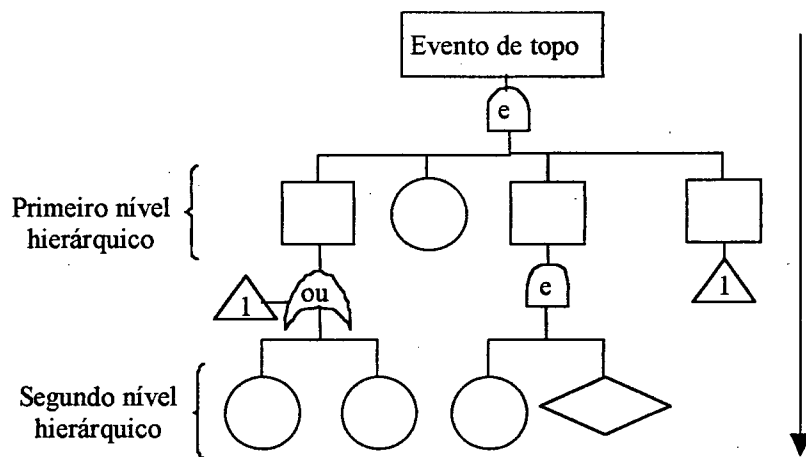 Evento de topo
e
Primeiro nível
hierárquico
1
ou
e
1
Segundo nível
hierárquico